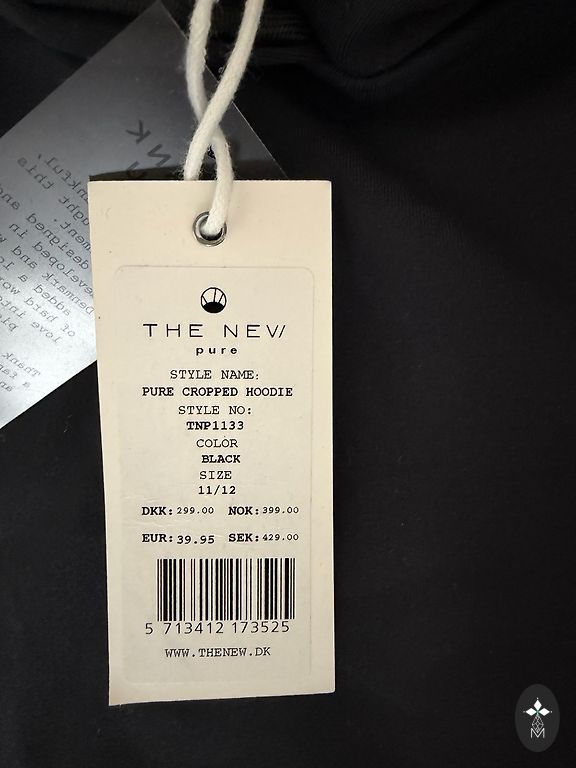 THE NEW
pure
STYLE NAME:
PURE CROPPED HOODIE
STYLE NO:
TNP1133
COLOR
BLACK
SIZE
11/12
DKK: 299.00 NOK: 399.00
EUR: 39.95 SEK: 429.00
5 713412 173525
WWW.THENEW.DK
M